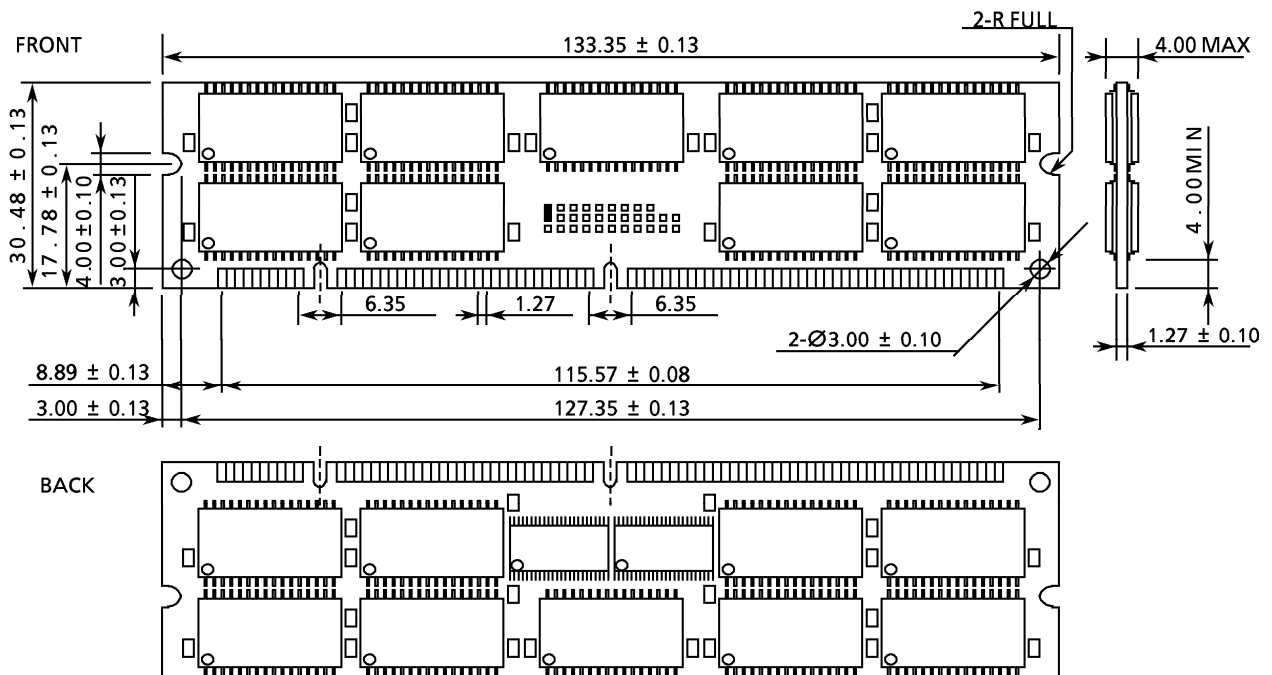 2-R FULL
FRONT
133.35 ± 0.13
4.00 MAX
30.48 ± 0.13
17.78 ± 0.13
4.00±0.10
3.00±0.13
4.00MIN
6.35
1.27
6.35
2-Ø3.00 ± 0.10
1.27 ± 0.10
8.89 ± 0.13
115.57 ± 0.08
3.00 ± 0.13
127.35 ± 0.13
BACK